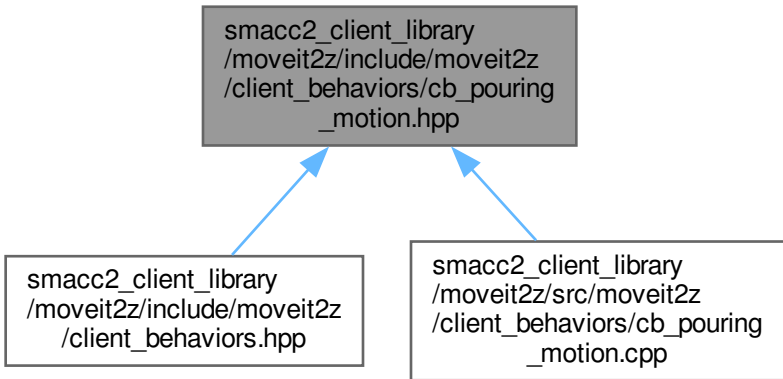 smacc2_client_library
/moveit2z/include/moveit2z
/client_behaviors/cb_pouring
_motion.hpp
smacc2_client_library
/moveit2z/include/moveit2z
/client_behaviors.hpp
smacc2_client_library
/moveit2z/src/moveit2z
/client_behaviors/cb_pouring
_motion.cpp